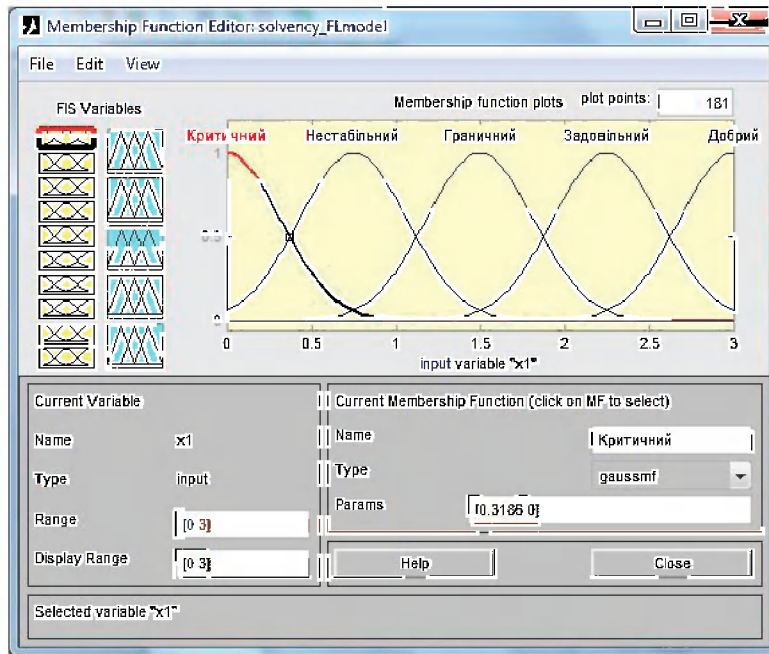 Membership Function Editor: solvency_FLmodel
File Edit View
FIS Variables
Membership function plots plot points: 181
Критичний Нестабільний Граничний Задовільний Добрий
1
0.5
0
0 0.5 1 1.5 2 2.5 3
input variable "x1"
Current Variable
Name x1
Type input
Range [0 3]
Display Range [0 3]
Current Membership Function (click on MF to select)
Name Критичний
Type gaussmf
Params [0.3186 0]
Help Close
Selected variable "x1"